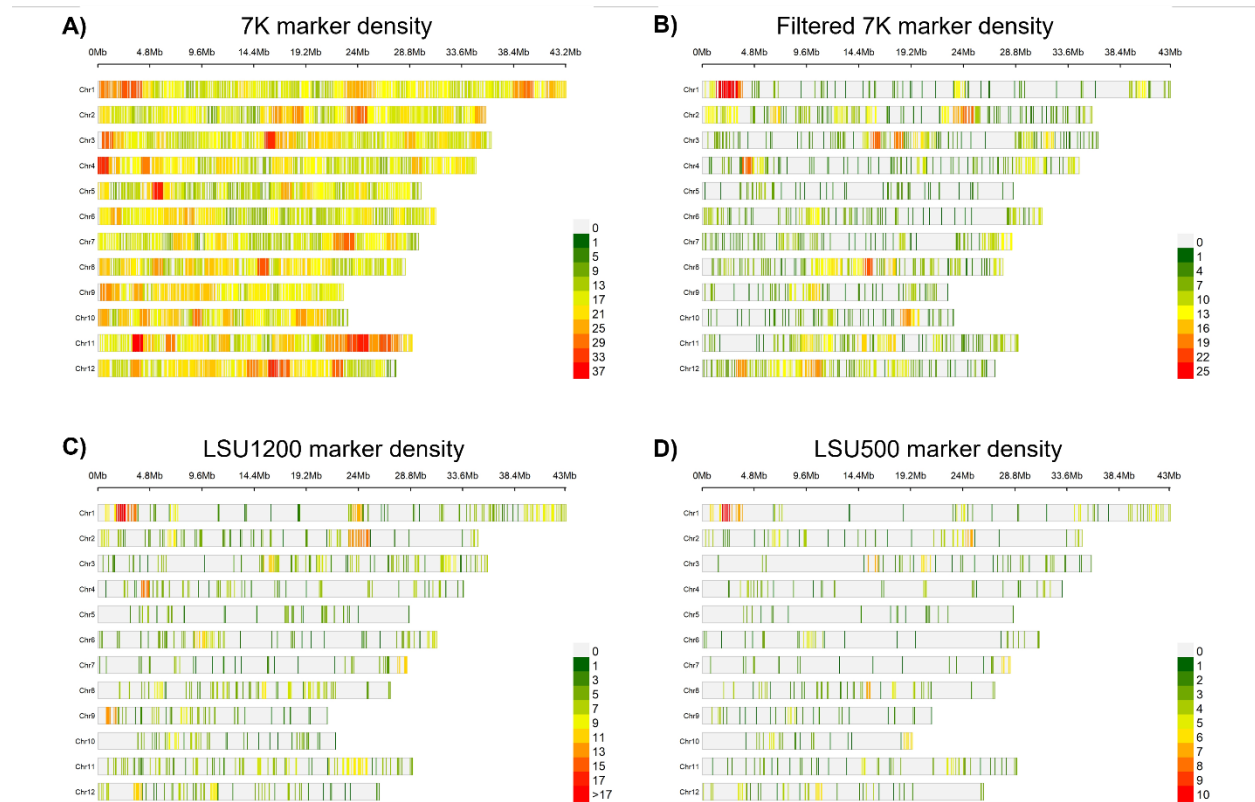 A) 7K marker density
0Mb 4.8Mb 9.6Mb 14.4Mb 19.2Mb 24Mb 28.8Mb 33.6Mb 38.4Mb 43.2Mb
Chr1
Chr2
Chr3
Chr4
Chr5
Chr6
Chr7
Chr8
Chr9
Chr10
Chr11
Chr12
0
1
5
9
13
17
21
25
29
33
37
B) Filtered 7K marker density
0Mb 4.8Mb 9.6Mb 14.4Mb 19.2Mb 24Mb 28.8Mb 33.6Mb 38.4Mb 43Mb
Chr1
Chr2
Chr3
Chr4
Chr5
Chr6
Chr7
Chr8
Chr9
Chr10
Chr11
Chr12
0
1
4
7
10
13
16
19
22
25
C) LSU1200 marker density
0Mb 4.8Mb 9.6Mb 14.4Mb 19.2Mb 24Mb 28.8Mb 33.6Mb 38.4Mb 43Mb
Chr1
Chr2
Chr3
Chr4
Chr5
Chr6
Chr7
Chr8
Chr9
Chr10
Chr11
Chr12
0
1
3
5
7
9
11
13
15
17
>17
D) LSU500 marker density
0Mb 4.8Mb 9.6Mb 14.4Mb 19.2Mb 24Mb 28.8Mb 33.6Mb 38.4Mb 43Mb
Chr1
Chr2
Chr3
Chr4
Chr5
Chr6
Chr7
Chr8
Chr9
Chr10
Chr11
Chr12
0
1
2
3
4
5
6
7
8
9
10